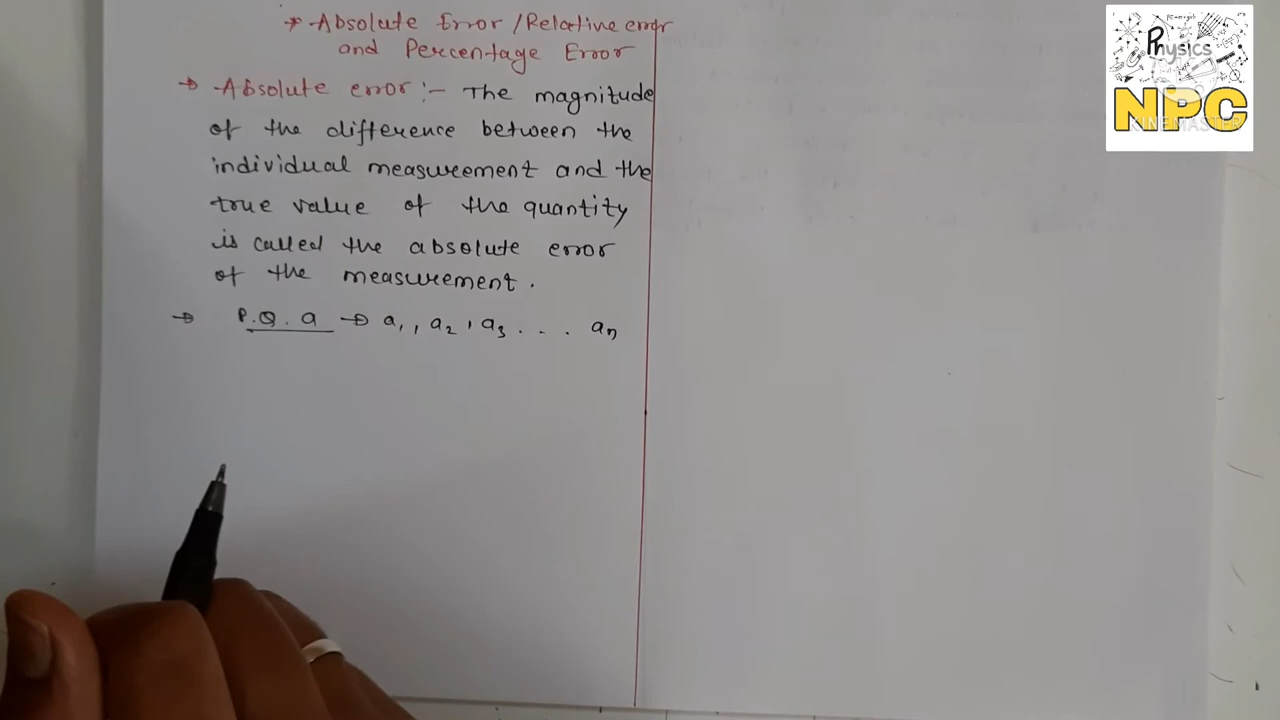 * Absolute Error / Relative error
and Percentage Error
→ Absolute error :- The magnitude
of the difference between the
individual measurement and the
true value of the quantity
is called the absolute error
of the measurement.
→ P.Q. a → a₁, a₂, a₃ . . . aₙ
Physics
NPC
KINEMASTER